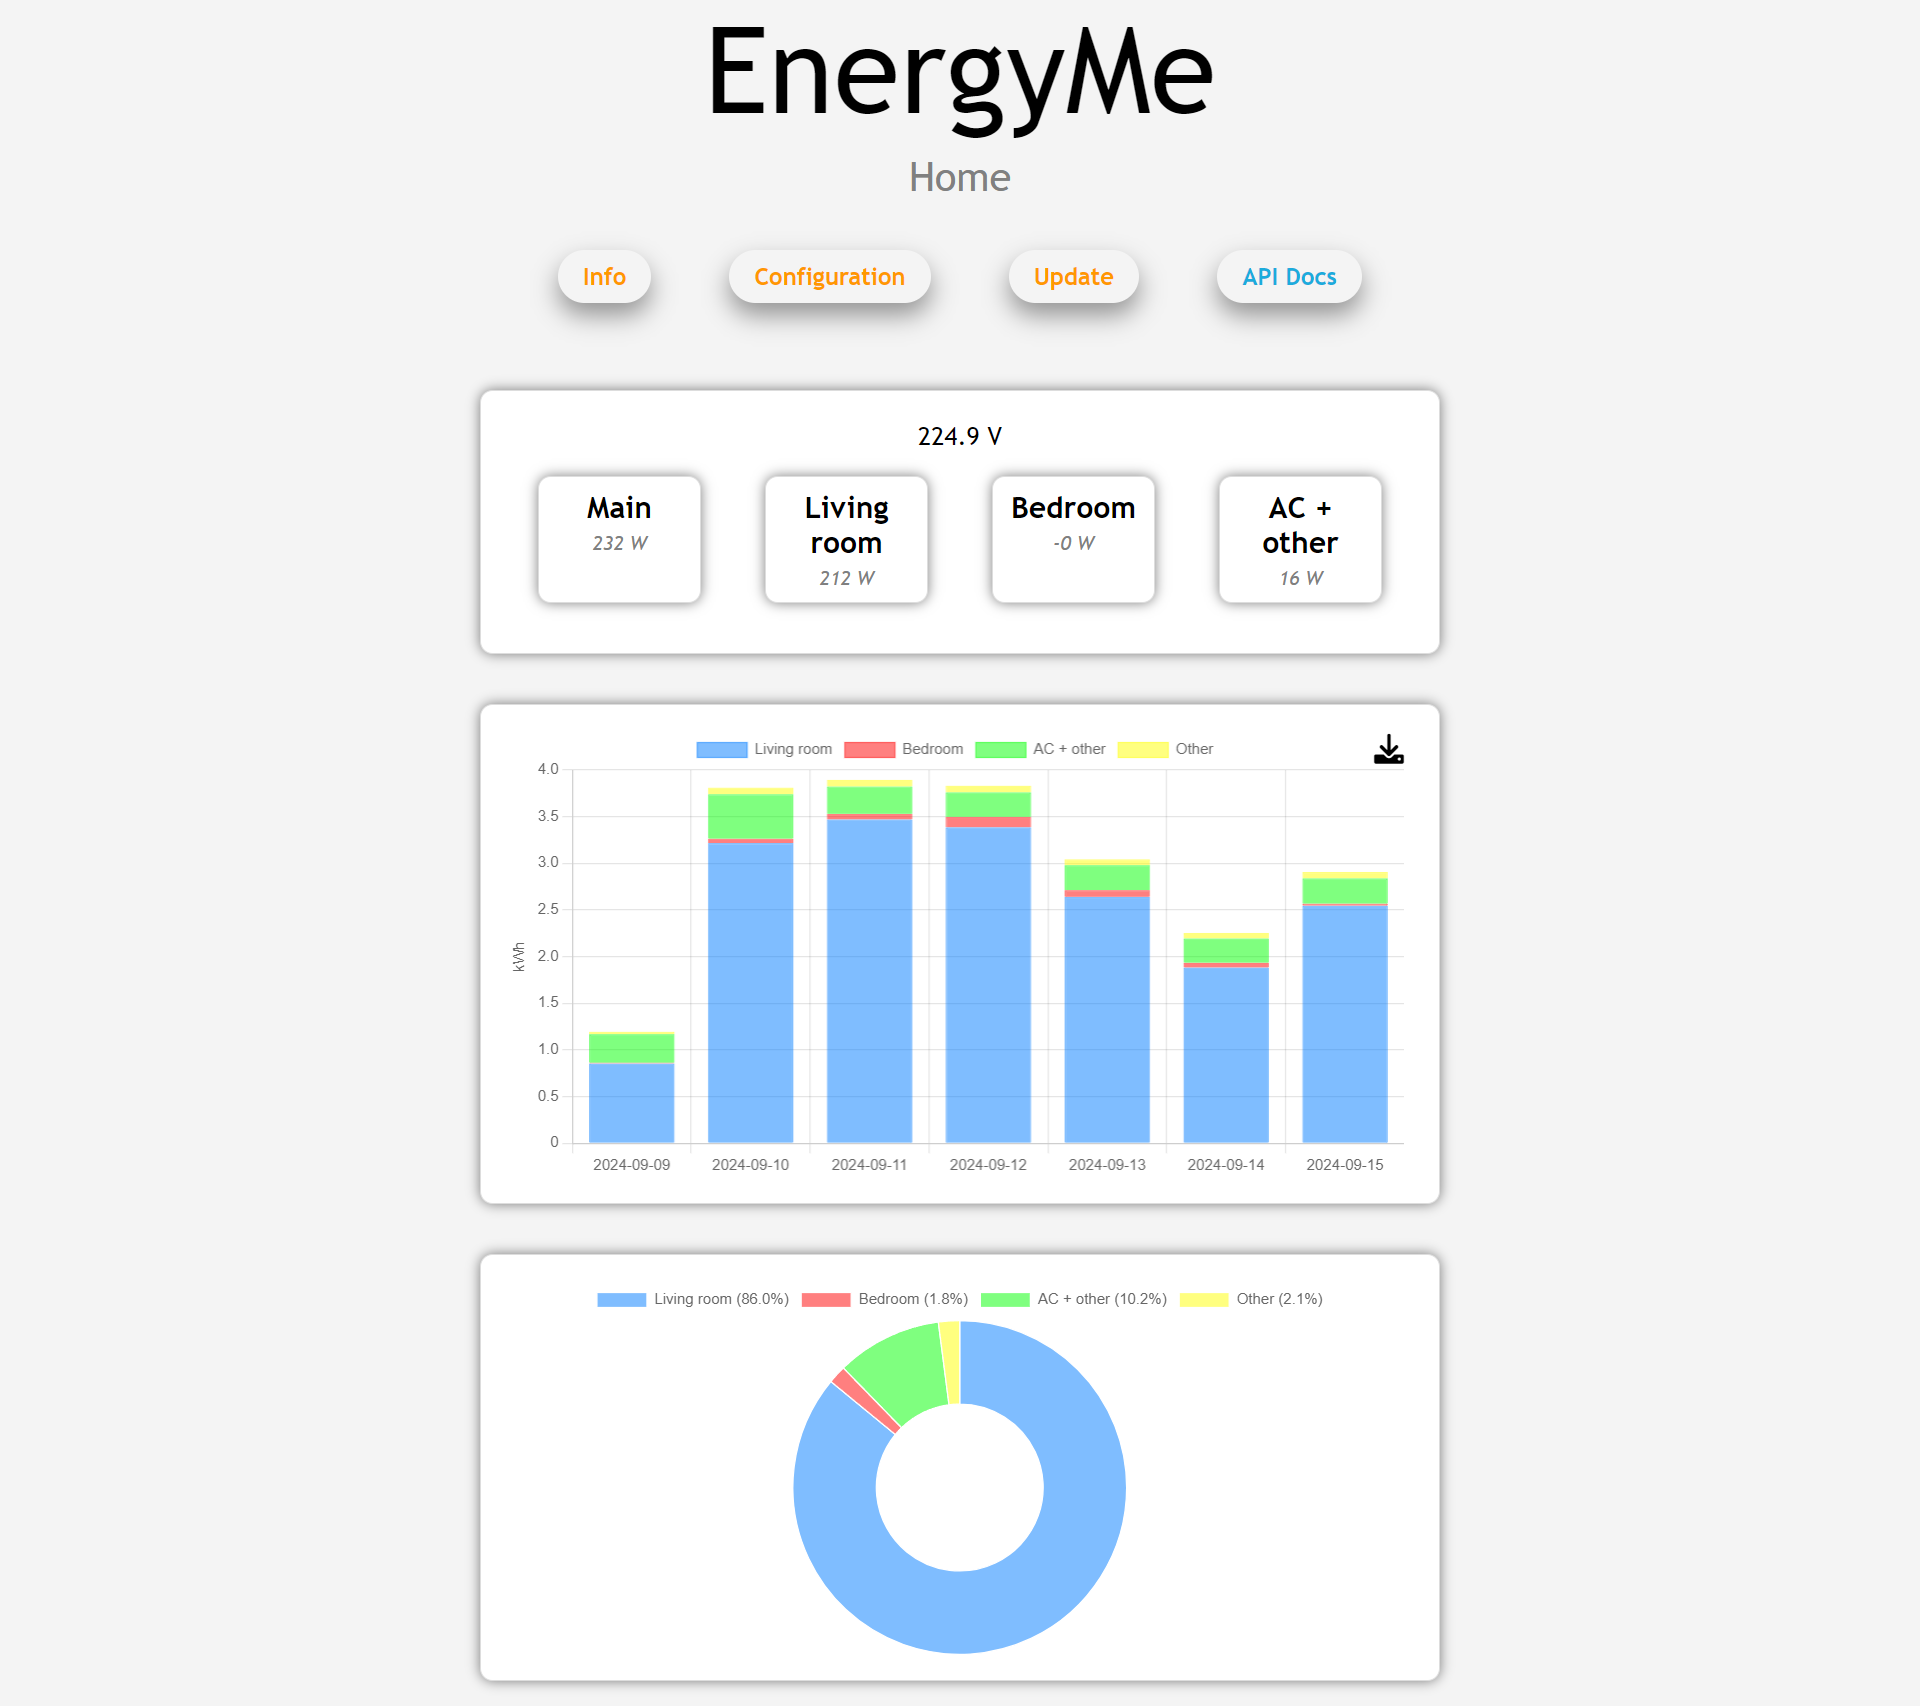 EnergyMe
Home
Info
Configuration
Update
API Docs
224.9 V
Main
232 W
Living
room
212 W
Bedroom
-0 W
AC +
other
16 W
Living room
Bedroom
AC + other
Other
kWh
4.0
3.5
3.0
2.5
2.0
1.5
1.0
0.5
0
2024-09-09
2024-09-10
2024-09-11
2024-09-12
2024-09-13
2024-09-14
2024-09-15
Living room (86.0%)
Bedroom (1.8%)
AC + other (10.2%)
Other (2.1%)